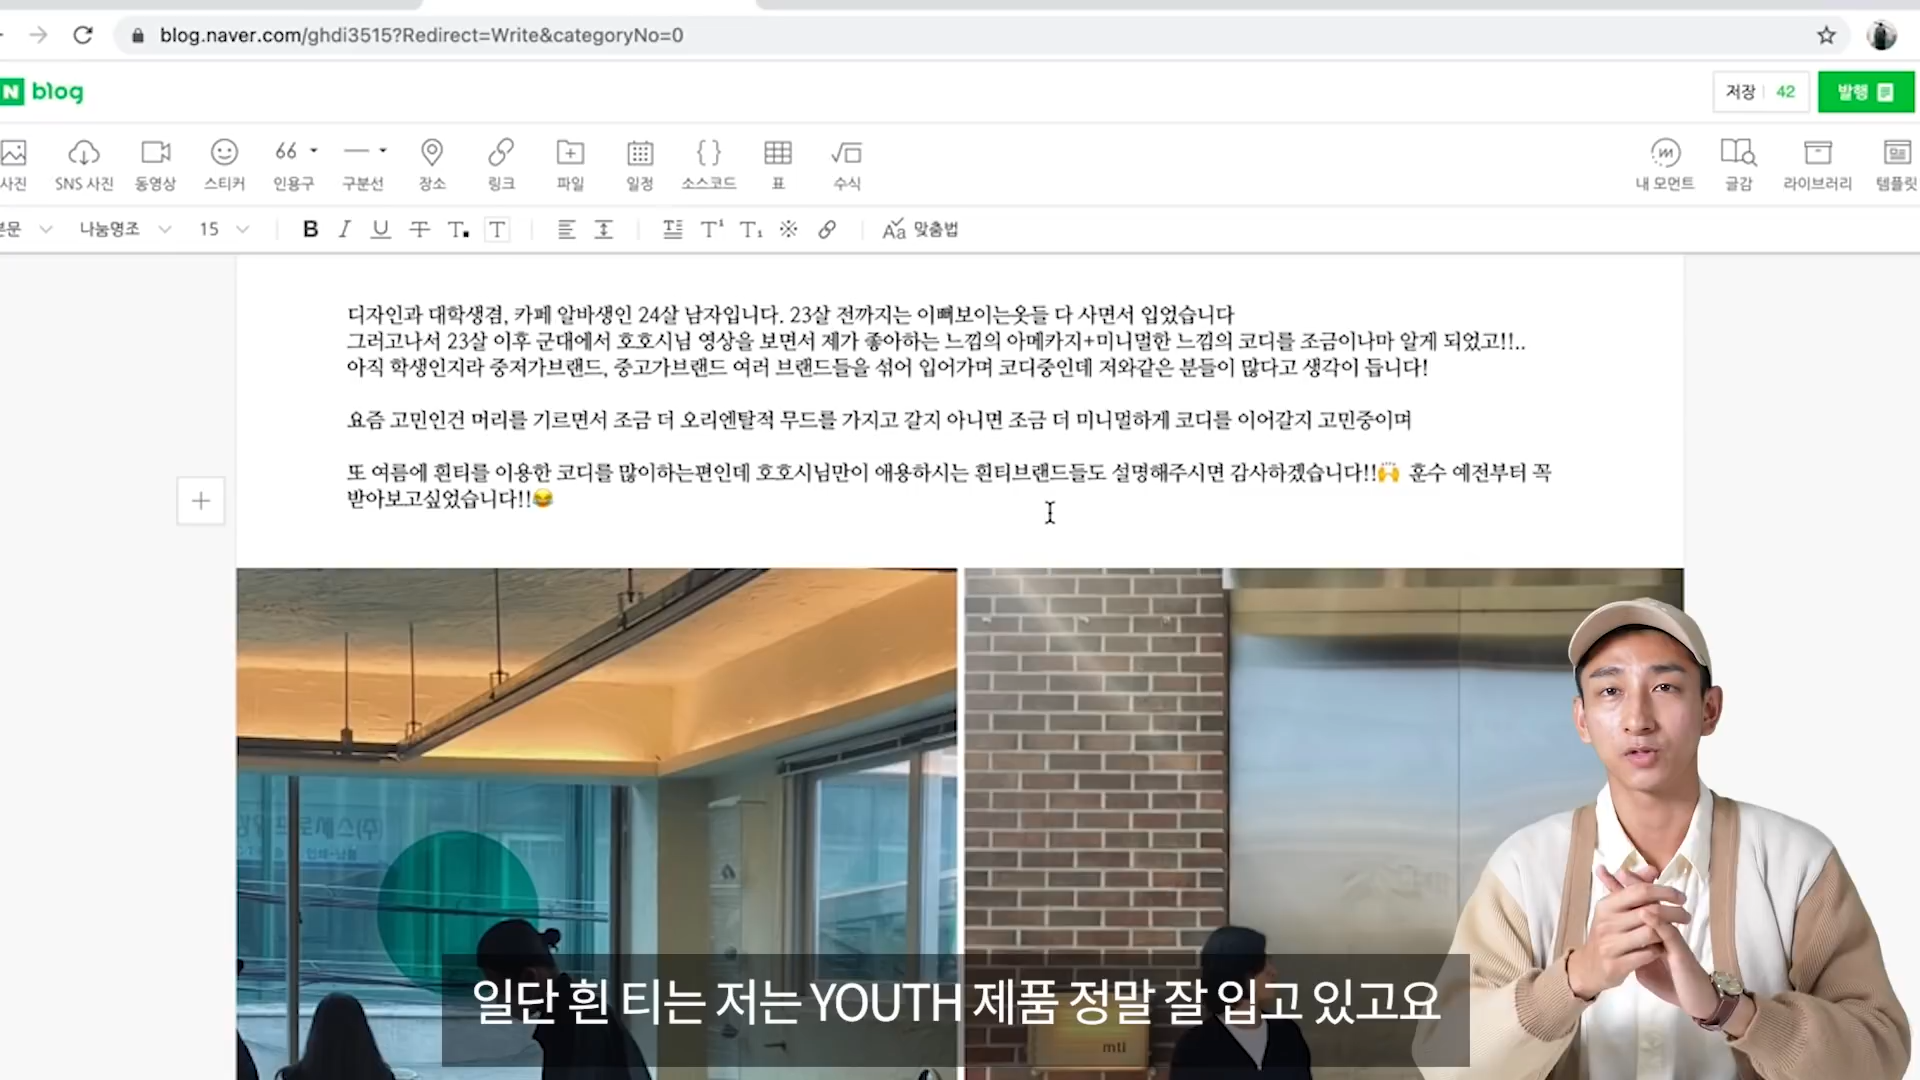 blog.naver.com/ghdi3515?Redirect=Write&categoryNo=0
N blog
저장 42 발행
사진 SNS 사진 동영상 스티커 66 인용구 구분선 장소 링크 파일 일정 {} 소스코드 표 수식 내 모먼트 글감 라이브러리 템플릿
본문 나눔명조 15 B I U T T T T¹ T₁ ※ 맞춤법
디자인과 대학생겸, 카페 알바생인 24살 남자입니다. 23살 전까지는 이뻐보이는옷들 다 사면서 입었습니다
그러고나서 23살 이후 군대에서 호호시님 영상을 보면서 제가 좋아하는 느낌의 아메카지+미니멀한 느낌의 코디를 조금이나마 알게 되었고!!..
아직 학생인지라 중저가브랜드, 중고가브랜드 여러 브랜드들을 섞어 입어가며 코디중인데 저와같은 분들이 많다고 생각이 듭니다!
요즘 고민인건 머리를 기르면서 조금 더 오리엔탈적 무드를 가지고 갈지 아니면 조금 더 미니멀하게 코디를 이어갈지 고민중이며
또 여름에 흰티를 이용한 코디를 많이하는편인데 호호시님만이 애용하시는 흰티브랜드들도 설명해주시면 감사하겠습니다!!🙌 훈수 예전부터 꼭
받아보고싶었습니다!!😂
일단 흰 티는 저는 YOUTH 제품 정말 잘 입고 있고요
mtl